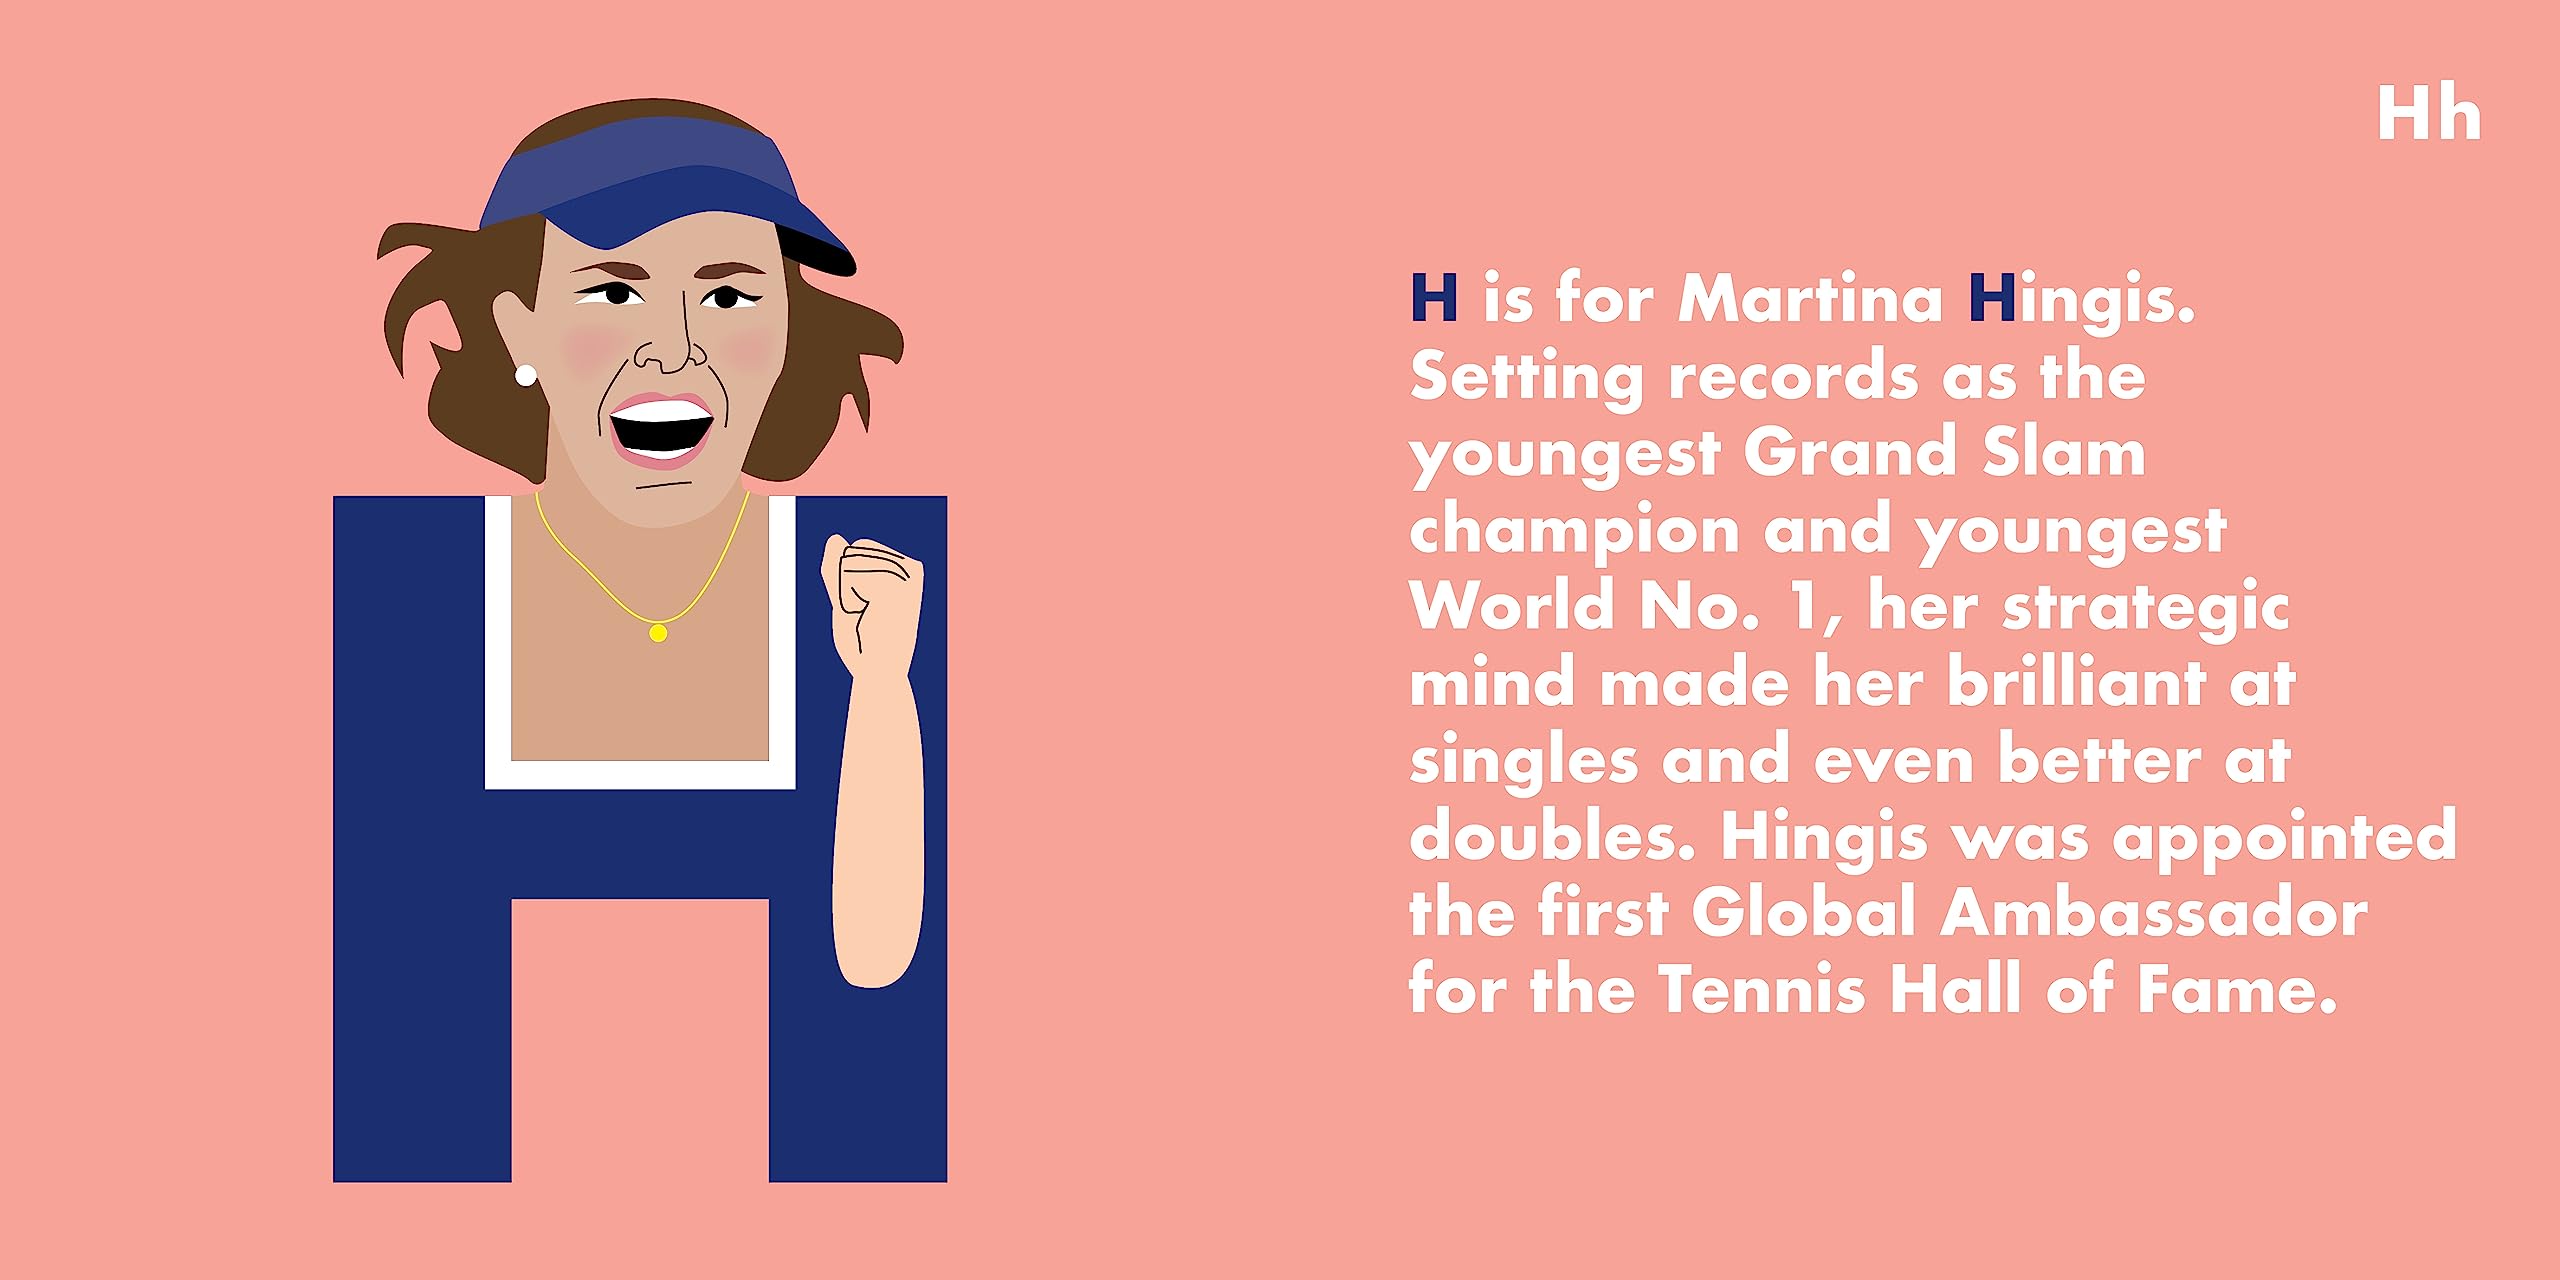 Hh
H is for Martina Hingis.
Setting records as the
youngest Grand Slam
champion and youngest
World No. 1, her strategic
mind made her brilliant at
singles and even better at
doubles. Hingis was appointed
the first Global Ambassador
for the Tennis Hall of Fame.